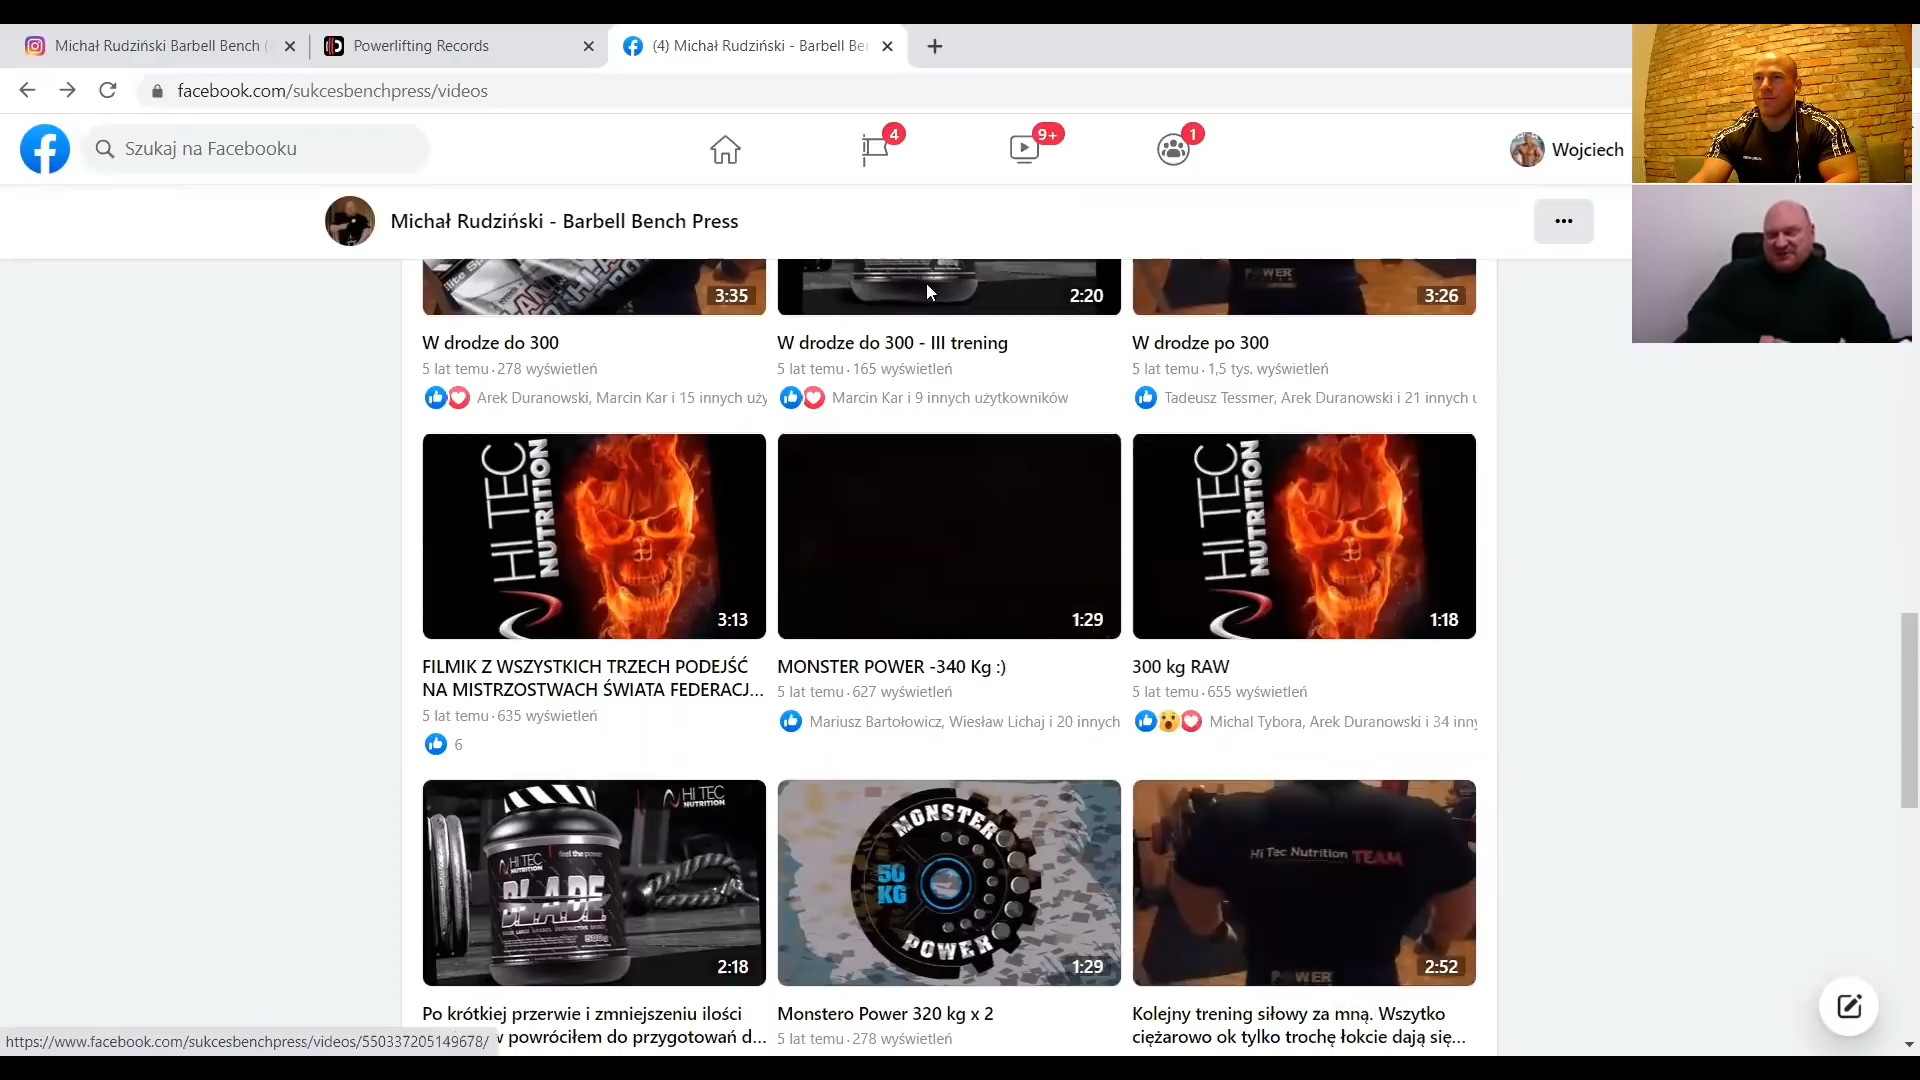 Michał Rudziński Barbell Bench (
Powerlifting Records
(4) Michał Rudziński - Barbell Be
facebook.com/sukcesbenchpress/videos
Szukaj na Facebooku
4
9+
1
Wojciech
Michał Rudziński - Barbell Bench Press
3:35
2:20
POWER
3:26
W drodze do 300
W drodze do 300 - III trening
W drodze po 300
5 lat temu · 278 wyświetleń
5 lat temu · 165 wyświetleń
5 lat temu · 1,5 tys. wyświetleń
Arek Duranowski, Marcin Kar i 15 innych uży
Marcin Kar i 9 innych użytkowników
Tadeusz Tessmer, Arek Duranowski i 21 innych u
HI TEC
NUTRITION
3:13
1:29
HI TEC
NUTRITION
1:18
FILMIK Z WSZYSTKICH TRZECH PODEJŚĆ
NA MISTRZOSTWACH ŚWIATA FEDERACJ...
MONSTER POWER -340 Kg :)
300 kg RAW
5 lat temu · 635 wyświetleń
5 lat temu · 627 wyświetleń
5 lat temu · 655 wyświetleń
6
Mariusz Bartołowicz, Wiesław Lichaj i 20 innych
Michal Tybora, Arek Duranowski i 34 inny
HI TEC
NUTRITION
HI TEC
NUTRITION
feel the power
BLADE
2:18
MONSTER
50
KG
POWER
1:29
Hi Tec Nutrition TEAM
POWER
2:52
Po krótkiej przerwie i zmniejszeniu ilości
w powróciłem do przygotowań d...
Monstero Power 320 kg x 2
5 lat temu · 278 wyświetleń
Kolejny trening siłowy za mną. Wszytko
ciężarowo ok tylko trochę łokcie dają się...
https://www.facebook.com/sukcesbenchpress/videos/550337205149678/